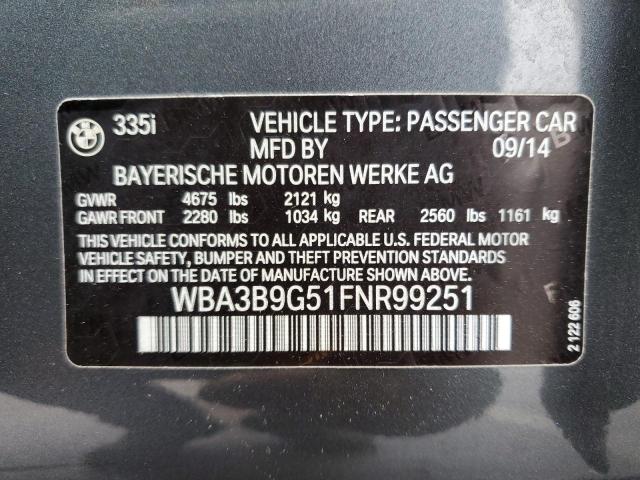 335i VEHICLE TYPE: PASSENGER CAR
MFD BY 09/14
BAYERISCHE MOTOREN WERKE AG
GVWR 4675 lbs 2121 kg
GAWR FRONT 2280 lbs 1034 kg REAR 2560 lbs 1161 kg
THIS VEHICLE CONFORMS TO ALL APPLICABLE U.S. FEDERAL MOTOR
VEHICLE SAFETY, BUMPER AND THEFT PREVENTION STANDARDS
IN EFFECT ON THE DATE OF MANUFACTURE SHOWN ABOVE.
WBA3B9G51FNR99251
2 122 606